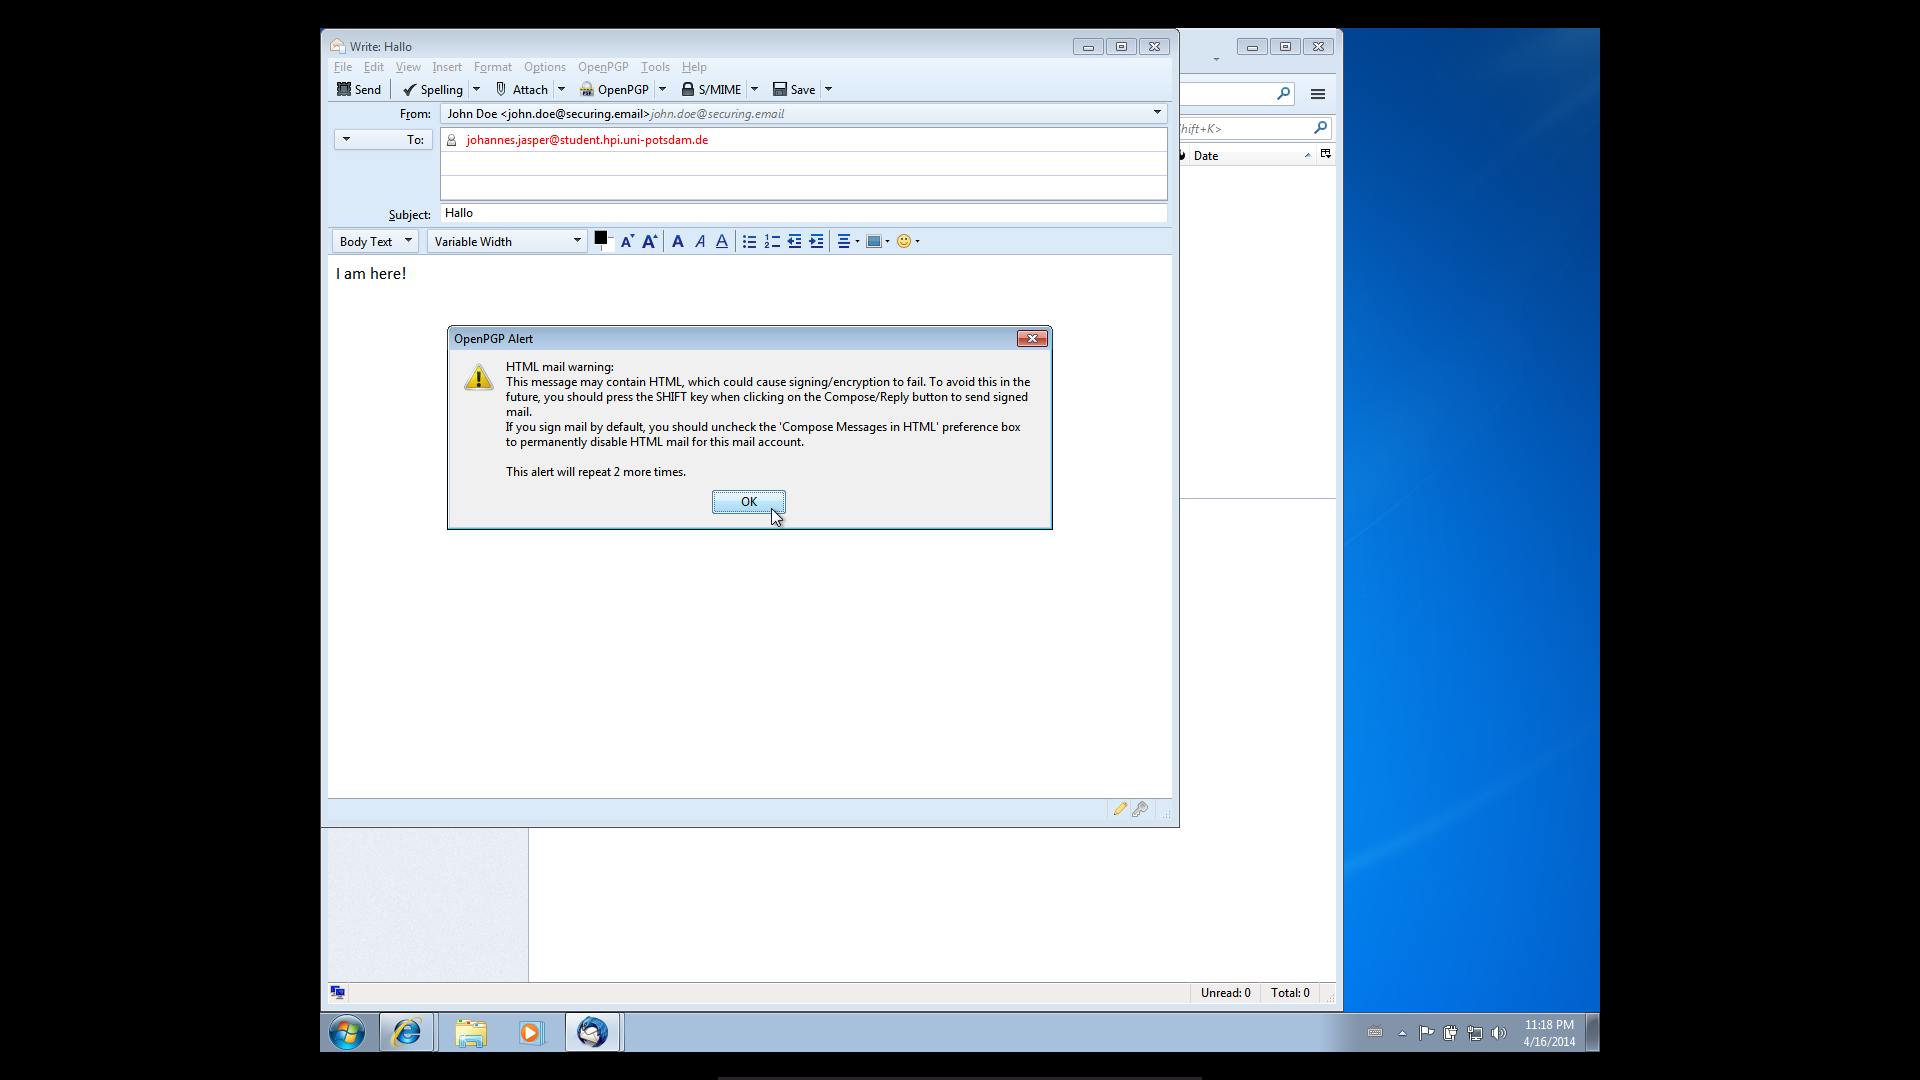 Write: Hallo
File Edit View Insert Format Options OpenPGP Tools Help
Send Spelling Attach OpenPGP S/MIME Save
From: John Doe <john.doe@securing.email> john.doe@securing.email
To: johannes.jasper@student.hpi.uni-potsdam.de
Shift+K>
Date
Subject: Hallo
Body Text Variable Width
I am here!
OpenPGP Alert
HTML mail warning:
This message may contain HTML, which could cause signing/encryption to fail. To avoid this in the
future, you should press the SHIFT key when clicking on the Compose/Reply button to send signed
mail.
If you sign mail by default, you should uncheck the 'Compose Messages in HTML' preference box
to permanently disable HTML mail for this mail account.
This alert will repeat 2 more times.
OK
Unread: 0 Total: 0
11:18 PM
4/16/2014